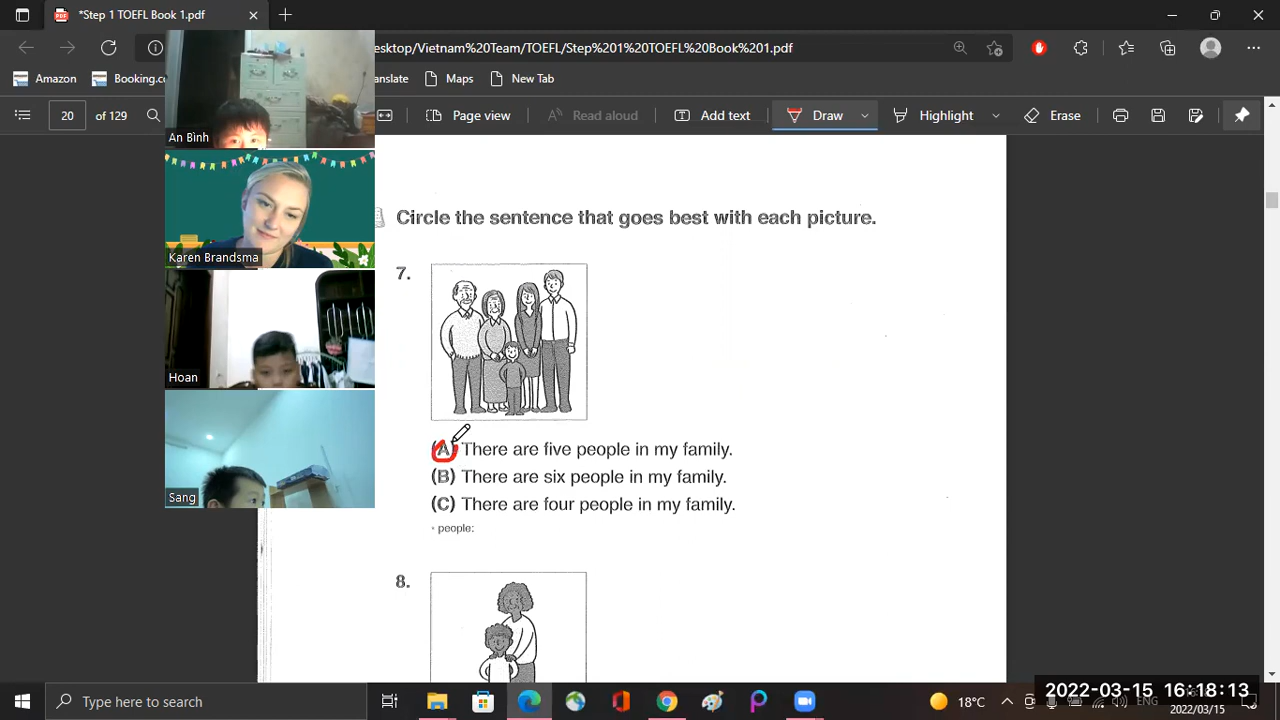 *Step 1 TOEFL Book 1.pdf
esktop/Vietnam%20Team/TOEFL/Step%201%20TOEFL%20Book%201.pdf
Amazon
Booking.c
anslate
Maps
New Tab
20 of 129
Page view
Read aloud
Add text
Draw
Highlight
Erase
An Bình
Karen Brandsma
Hoan
Sang
Circle the sentence that goes best with each picture.
7.
(A) There are five people in my family.
(B) There are six people in my family.
(C) There are four people in my family.
* people:
8.
Type here to search
18°C
ENG
2022-03-15 16:18:13
2022/03/15